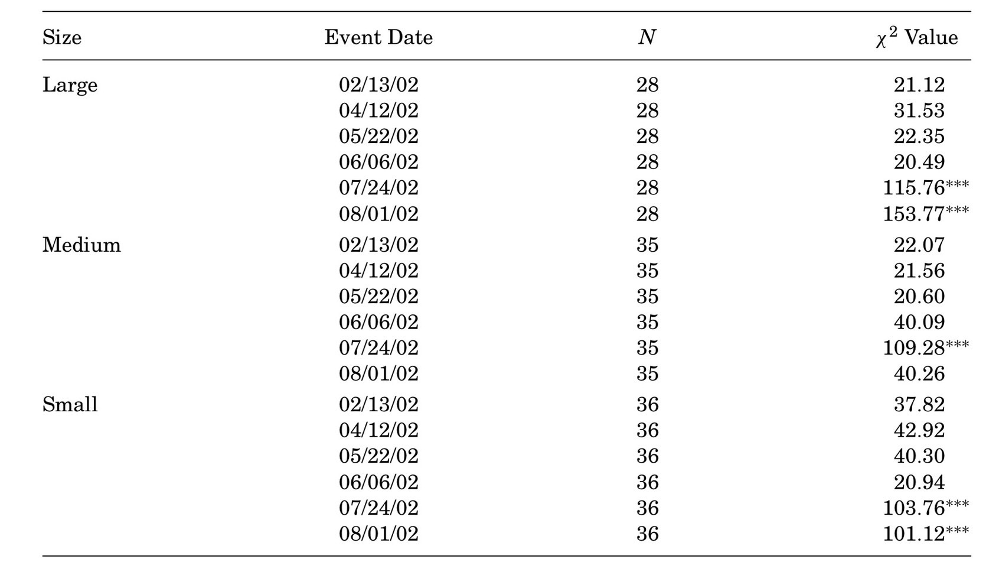 Size Event Date N χ² Value
Large 02/13/02 28 21.12
04/12/02 28 31.53
05/22/02 28 22.35
06/06/02 28 20.49
07/24/02 28 115.76***
08/01/02 28 153.77***
Medium 02/13/02 35 22.07
04/12/02 35 21.56
05/22/02 35 20.60
06/06/02 35 40.09
07/24/02 35 109.28***
08/01/02 35 40.26
Small 02/13/02 36 37.82
04/12/02 36 42.92
05/22/02 36 40.30
06/06/02 36 20.94
07/24/02 36 103.76***
08/01/02 36 101.12***